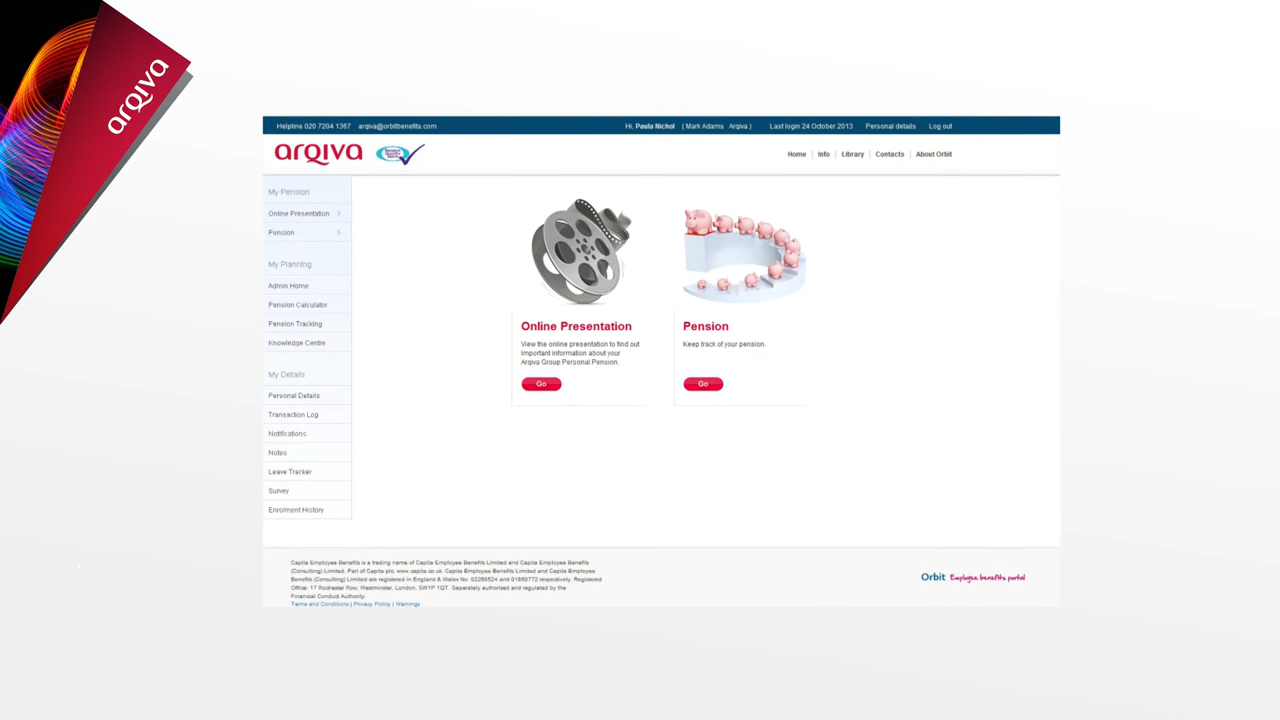 arqiva
Helpline 020 7204 1367 arqiva@orbitbenefits.com Hi, Paula Nichol ( Mark Adams Arqiva ) Last login 24 October 2013 Personal details Log out
arqiva
Home | Info | Library | Contacts | About Orbit
My Pension
Online Presentation
Pension
My Planning
Admin Home
Pension Calculator
Pension Tracking
Knowledge Centre
My Details
Personal Details
Transaction Log
Notifications
Notes
Leave Tracker
Survey
Enrolment History
Online Presentation
View the online presentation to find out
important information about your
Arqiva Group Personal Pension.
Go
Pension
Keep track of your pension.
Go
Capita Employee Benefits is a trading name of Capita Employee Benefits Limited and Capita Employee Benefits
(Consulting) Limited. Part of Capita plc. www.capita.co.uk. Capita Employee Benefits Limited and Capita Employee
Benefits (Consulting) Limited are registered in England & Wales No. 02269524 and 01860772 respectively. Registered
Office: 17 Rochester Row, Westminster, London, SW1P 1QT. Separately authorised and regulated by the
Financial Conduct Authority.
Terms and Conditions | Privacy Policy | Warnings
Orbit Employee benefits portal